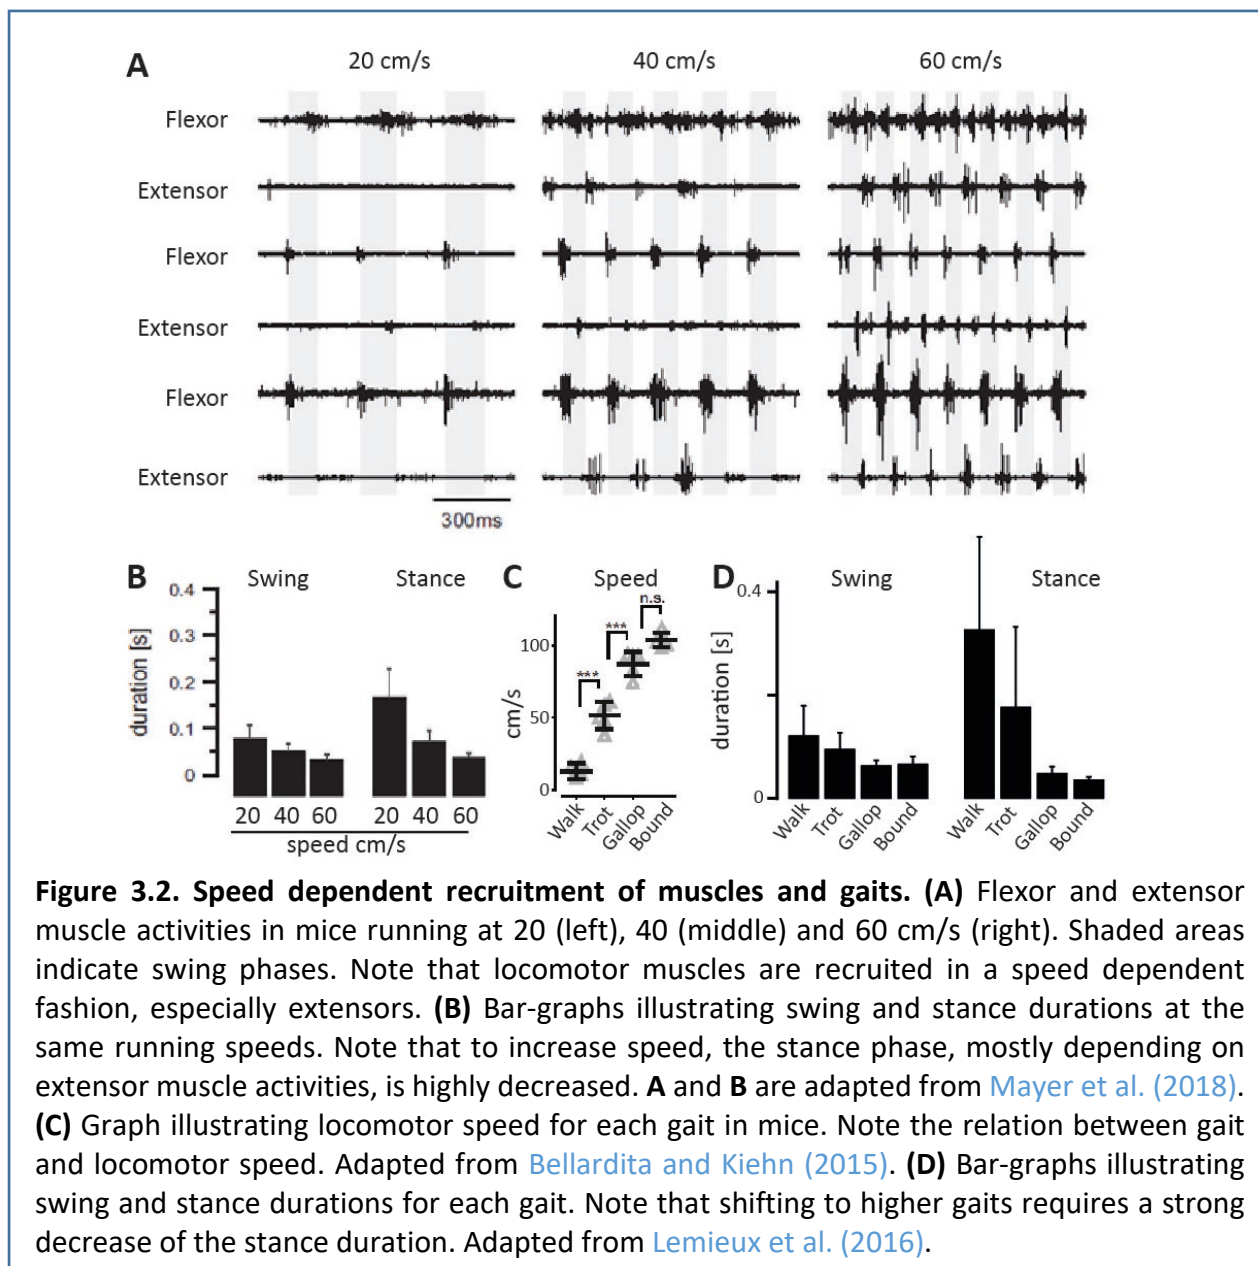 A
20 cm/s
40 cm/s
60 cm/s
Flexor
Extensor
Flexor
Extensor
Flexor
Extensor
300ms
B
Swing
Stance
duration [s]
0.4
0.3
0.2
0.1
0
20 40 60
20 40 60
speed cm/s
C
Speed
n.s.
***
***
cm/s
100
50
0
Walk
Trot
Gallop
Bound
D
Swing
Stance
duration [s]
0.4
0
Walk
Trot
Gallop
Bound
Walk
Trot
Gallop
Bound
Figure 3.2. Speed dependent recruitment of muscles and gaits. (A) Flexor and extensor
muscle activities in mice running at 20 (left), 40 (middle) and 60 cm/s (right). Shaded areas
indicate swing phases. Note that locomotor muscles are recruited in a speed dependent
fashion, especially extensors. (B) Bar-graphs illustrating swing and stance durations at the
same running speeds. Note that to increase speed, the stance phase, mostly depending on
extensor muscle activities, is highly decreased. A and B are adapted from Mayer et al. (2018).
(C) Graph illustrating locomotor speed for each gait in mice. Note the relation between gait
and locomotor speed. Adapted from Bellardita and Kiehn (2015). (D) Bar-graphs illustrating
swing and stance durations for each gait. Note that shifting to higher gaits requires a strong
decrease of the stance duration. Adapted from Lemieux et al. (2016).